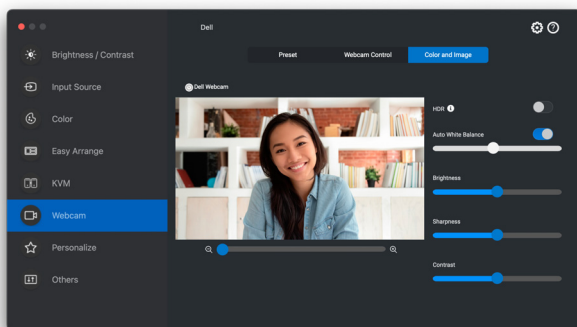 Dell
Brightness / Contrast
Input Source
Color
Easy Arrange
KVM
Webcam
Personalize
Others
Preset
Webcam Control
Color and Image
Dell Webcam
HDR
Auto White Balance
Brightness
Sharpness
Contrast